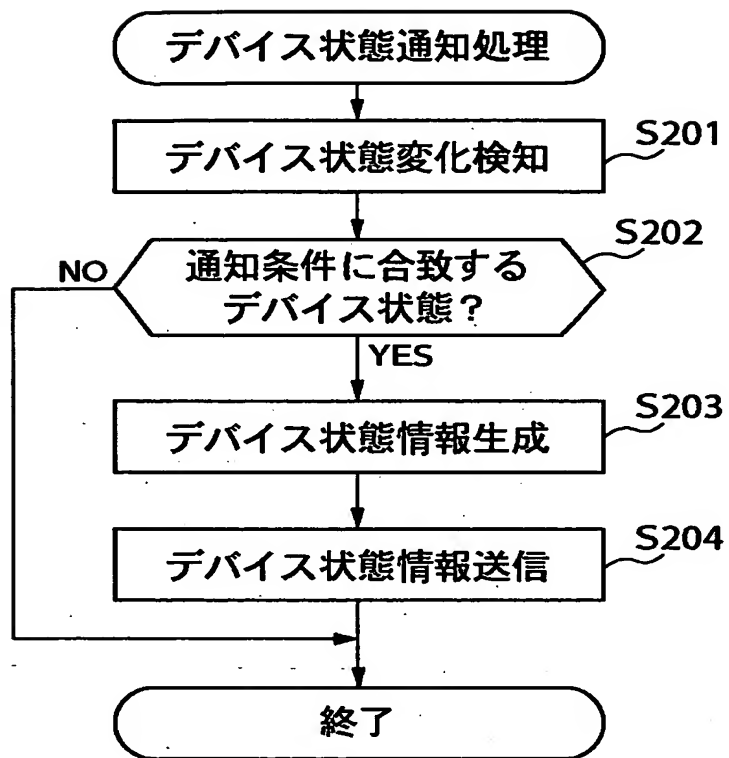 デバイス状態通知処理
デバイス状態変化検知
S201
通知条件に合致する
デバイス状態？
S202
NO
YES
デバイス状態情報生成
S203
デバイス状態情報送信
S204
終了